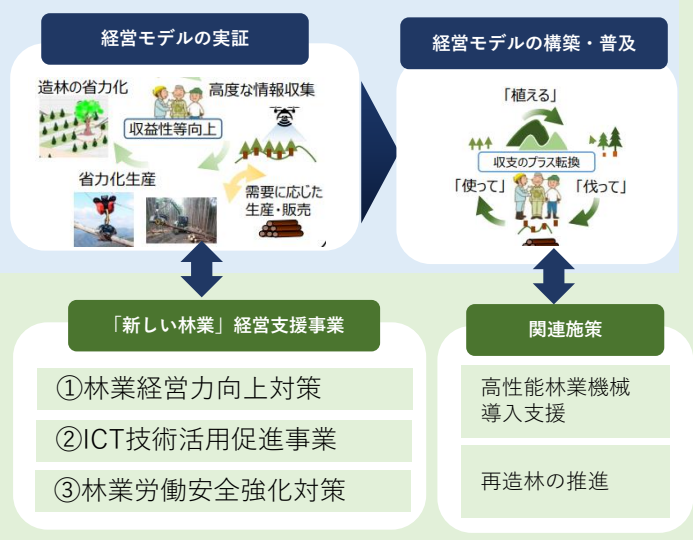 経営モデルの実証
造林の省力化
高度な情報収集
収益性等向上
省力化生産
需要に応じた
生産・販売
経営モデルの構築・普及
「植える」
収支のプラス転換
「使って」
「伐って」
「新しい林業」経営支援事業
①林業経営力向上対策
②ICT技術活用促進事業
③林業労働安全強化対策
関連施策
高性能林業機械
導入支援
再造林の推進